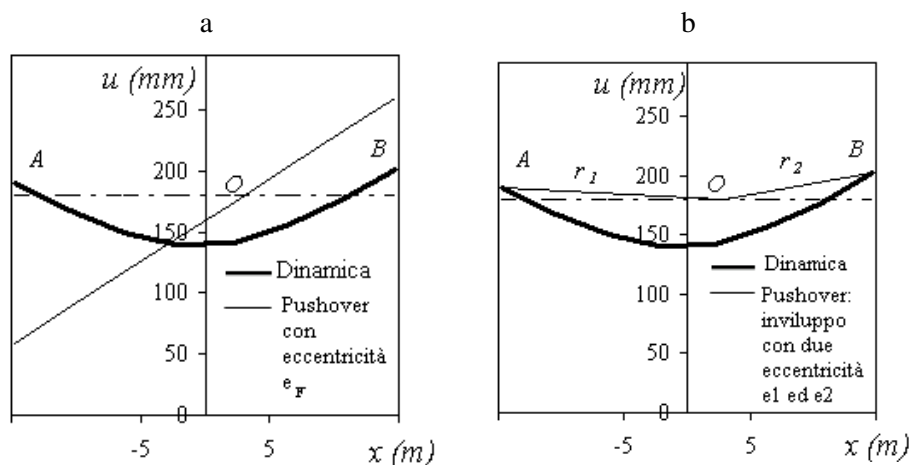 a
u (mm)
250
200
150
100
50
0
A
O
B
Dinamica
Pushover
con
eccentricità
e F
-5
5
x (m)
b
u (mm)
250
200
150
100
50
0
A
r 1
O
r 2
B
Dinamica
Pushover:
inviluppo
con due
eccentricità
e1 ed e2
-5
5
x (m)